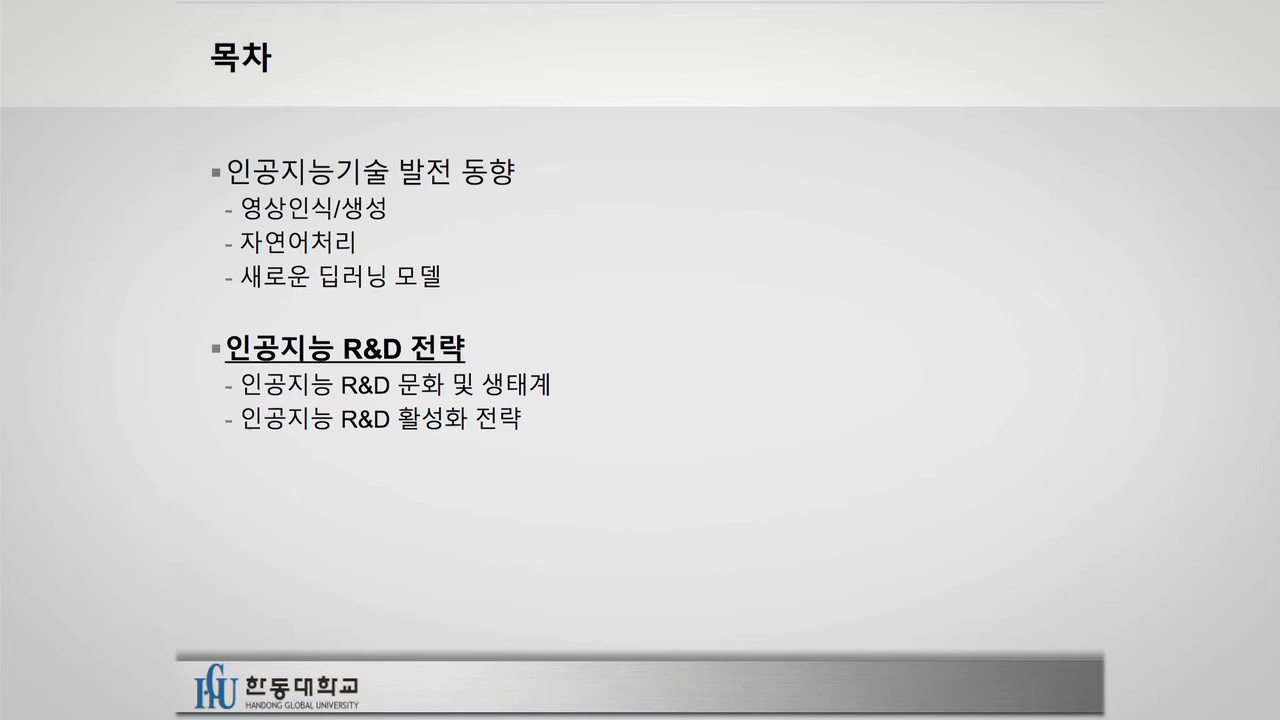 목차
▪인공지능기술 발전 동향
- 영상인식/생성
- 자연어처리
- 새로운 딥러닝 모델
▪인공지능 R&D 전략
- 인공지능 R&D 문화 및 생태계
- 인공지능 R&D 활성화 전략
HGU 한동대학교
HANDONG GLOBAL UNIVERSITY